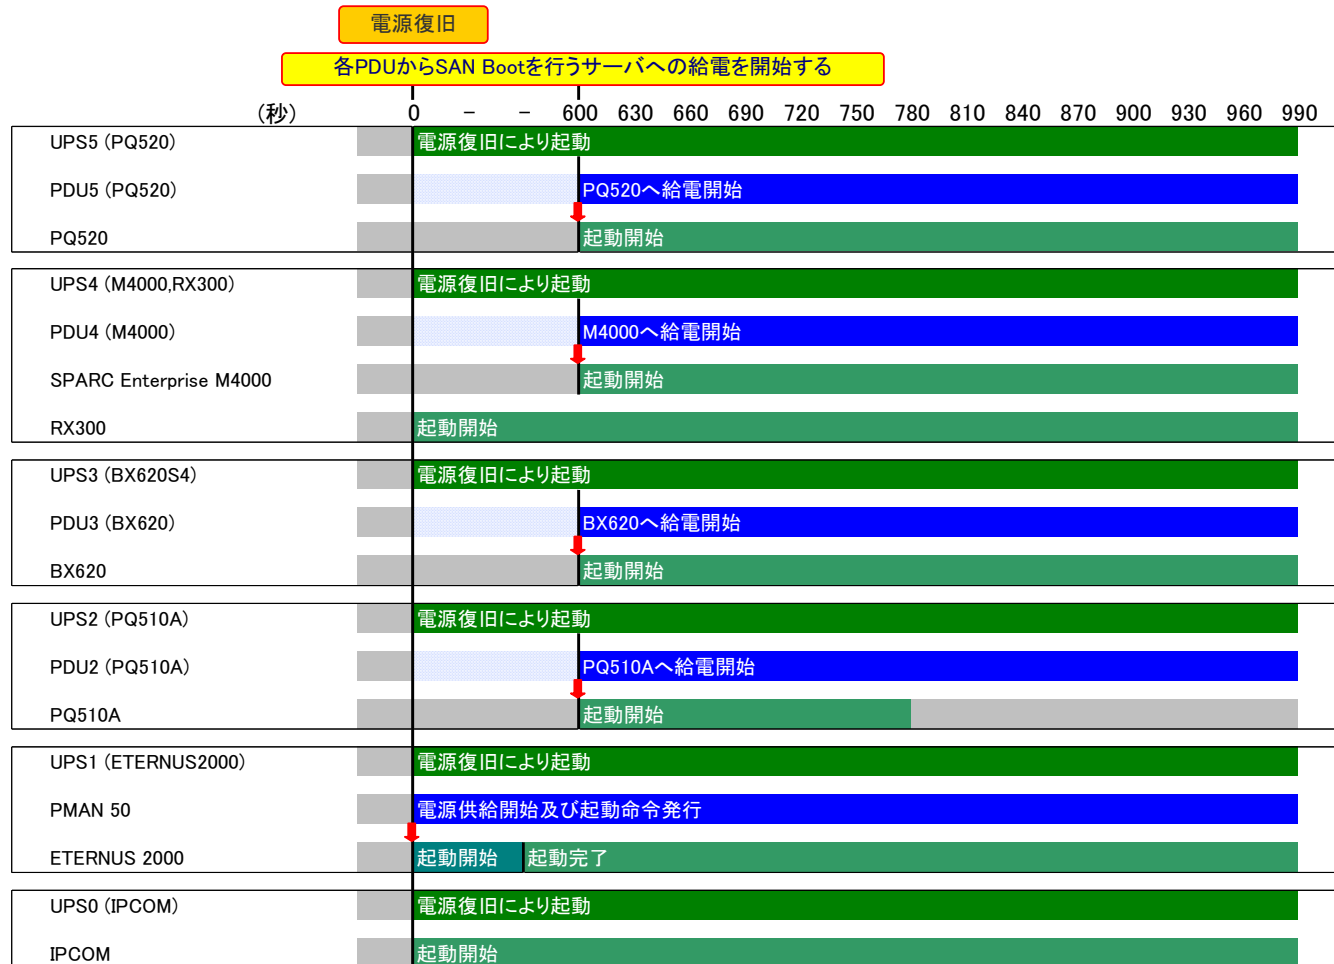 電源復旧
各PDUからSAN Bootを行うサーバへの給電を開始する
(秒) 0 － － 600 630 660 690 720 750 780 810 840 870 900 930 960 990
UPS5 (PQ520) 電源復旧により起動
PDU5 (PQ520) PQ520へ給電開始
PQ520 起動開始
UPS4 (M4000,RX300) 電源復旧により起動
PDU4 (M4000) M4000へ給電開始
SPARC Enterprise M4000 起動開始
RX300 起動開始
UPS3 (BX620S4) 電源復旧により起動
PDU3 (BX620) BX620へ給電開始
BX620 起動開始
UPS2 (PQ510A) 電源復旧により起動
PDU2 (PQ510A) PQ510Aへ給電開始
PQ510A 起動開始
UPS1 (ETERNUS2000) 電源復旧により起動
PMAN 50 電源供給開始及び起動命令発行
ETERNUS 2000 起動開始 起動完了
UPS0 (IPCOM) 電源復旧により起動
IPCOM 起動開始